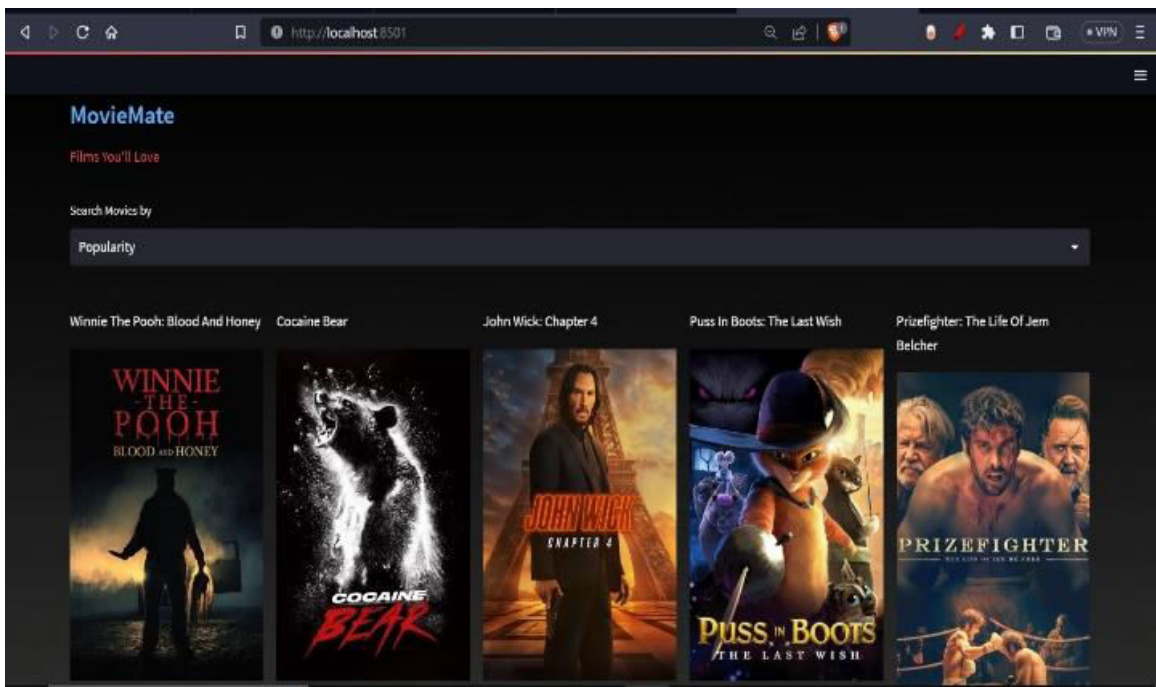 http://localhost:8501
VPN
MovieMate
Films You'll Love
Search Movies by
Popularity
Winnie The Pooh: Blood And Honey
Cocaine Bear
John Wick: Chapter 4
Puss In Boots: The Last Wish
Prizefighter: The Life Of Jem
Belcher
WINNIE
-THE-
POOH
BLOOD AND HONEY
COCAINE
BEAR
JOHN WICK
CHAPTER 4
PUSS IN BOOTS
THE LAST WISH
PRIZEFIGHTER